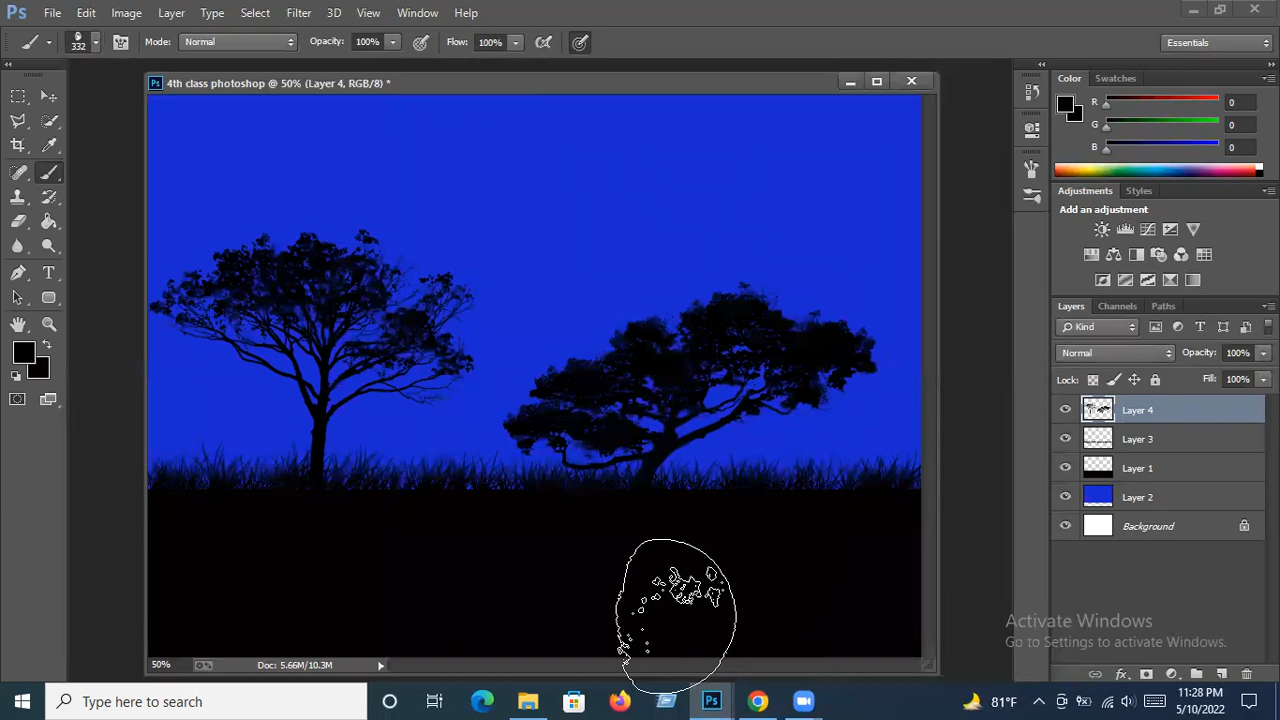 Ps File Edit Image Layer Type Select Filter 3D View Window Help
332 Mode: Normal Opacity: 100% Flow: 100% Essentials
Ps 4th class photoshop @ 50% (Layer 4, RGB/8) *
Color Swatches
R 0
G 0
B 0
Adjustments Styles
Add an adjustment
Layers Channels Paths
Kind
Normal Opacity: 100%
Lock: Fill: 100%
Layer 4
Layer 3
Layer 1
Layer 2
Background
Activate Windows
Go to Settings to activate Windows.
50% Doc: 5.66M/10.3M
Type here to search Ps 81°F 11:28 PM
5/10/2022